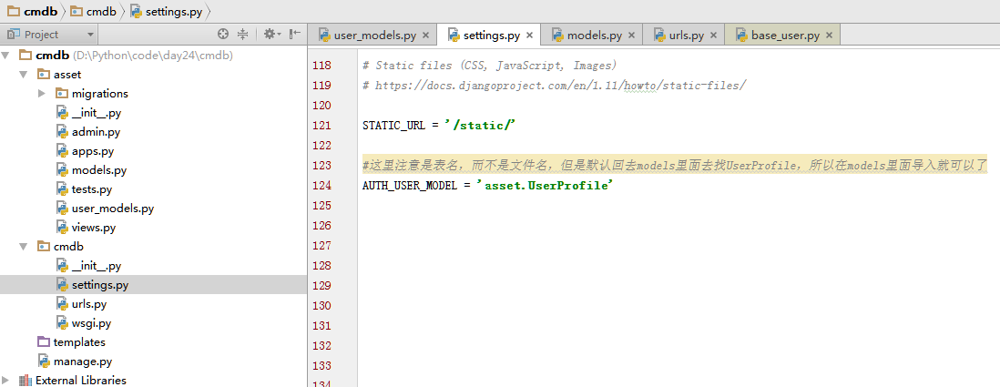 cmdb cmdb settings.py
Project
user_models.py settings.py models.py urls.py base_user.py
cmdb (D:\Python\code\day24\cmdb)
asset
migrations
__init__.py
admin.py
apps.py
models.py
tests.py
user_models.py
views.py
cmdb
__init__.py
settings.py
urls.py
wsgi.py
templates
manage.py
External Libraries
118 # Static files (CSS, JavaScript, Images)
119 # https://docs.djangoproject.com/en/1.11/howto/static-files/
120
121 STATIC_URL = '/static/'
122
123 #这里注意是表名，而不是文件名，但是默认回去models里面去找UserProfile，所以在models里面导入就可以了
124 AUTH_USER_MODEL = 'asset.UserProfile'
125
126
127
128
129
130
131
132
133
134